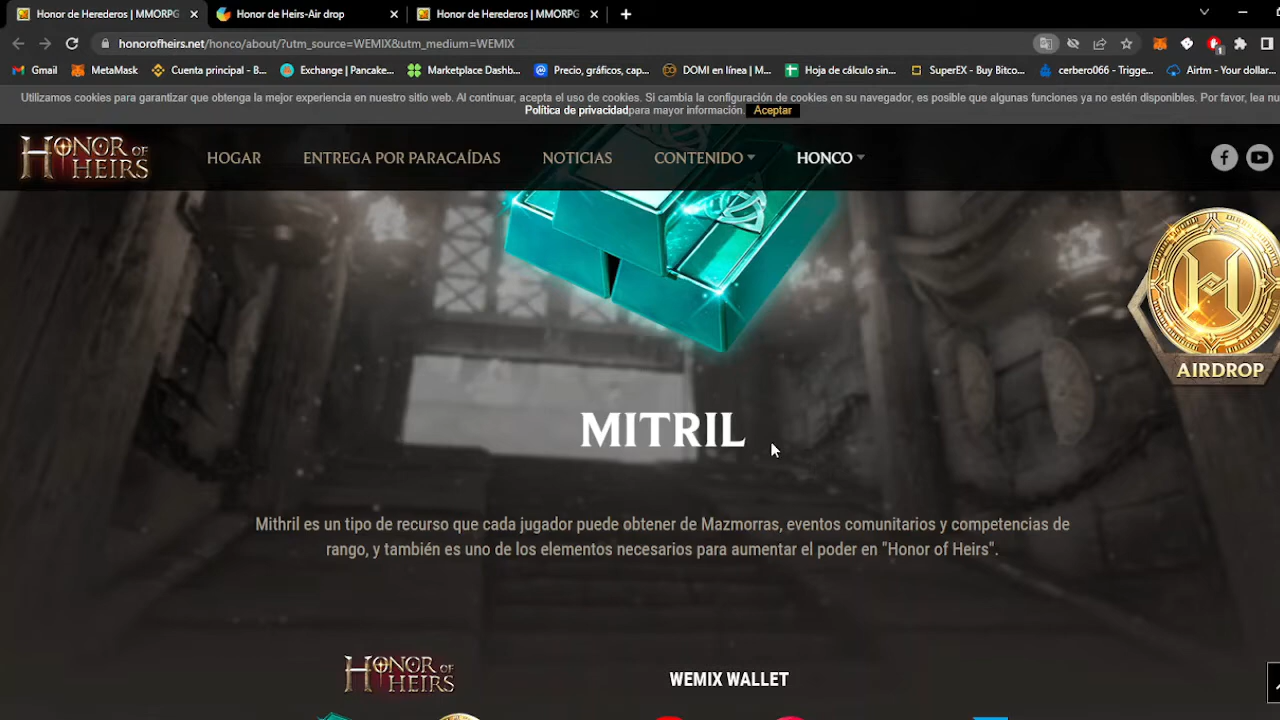 Honor de Herederos | MMORPG
Honor de Heirs-Air drop
Honor de Herederos | MMORPG
honorofheirs.net/honco/about/?utm_source=WEMIX&utm_medium=WEMIX
Gmail
MetaMask
Cuenta principal - B...
Exchange | Pancake...
Marketplace Dashb...
Precio, gráficos, cap...
DOMI en línea | M...
Hoja de cálculo sin...
SuperEX - Buy Bitco...
cerbero066 - Trigge...
Airtm - Your dollar...
Utilizamos cookies para garantizar que obtenga la mejor experiencia en nuestro sitio web. Al continuar, acepta el uso de cookies. Si cambia la configuración de cookies en su navegador, es posible que algunas funciones ya no estén disponibles. Por favor, lea nu
Política de privacidadpara mayor información. Aceptar
HONOR OF
HEIRS
HOGAR
ENTREGA POR PARACAÍDAS
NOTICIAS
CONTENIDO
HONCO
AIRDROP
MITRIL
Mithril es un tipo de recurso que cada jugador puede obtener de Mazmorras, eventos comunitarios y competencias de
rango, y también es uno de los elementos necesarios para aumentar el poder en "Honor of Heirs".
HONOR OF
HEIRS
WEMIX WALLET